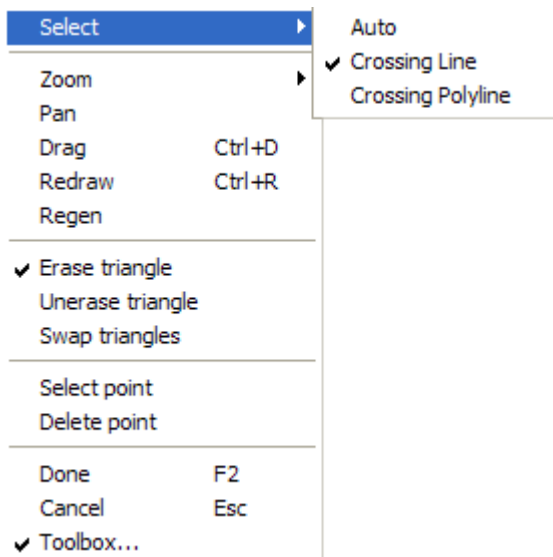 Select
Auto
Crossing Line
Crossing Polyline
Zoom
Pan
Drag Ctrl+D
Redraw Ctrl+R
Regen
Erase triangle
Unerase triangle
Swap triangles
Select point
Delete point
Done F2
Cancel Esc
Toolbox...